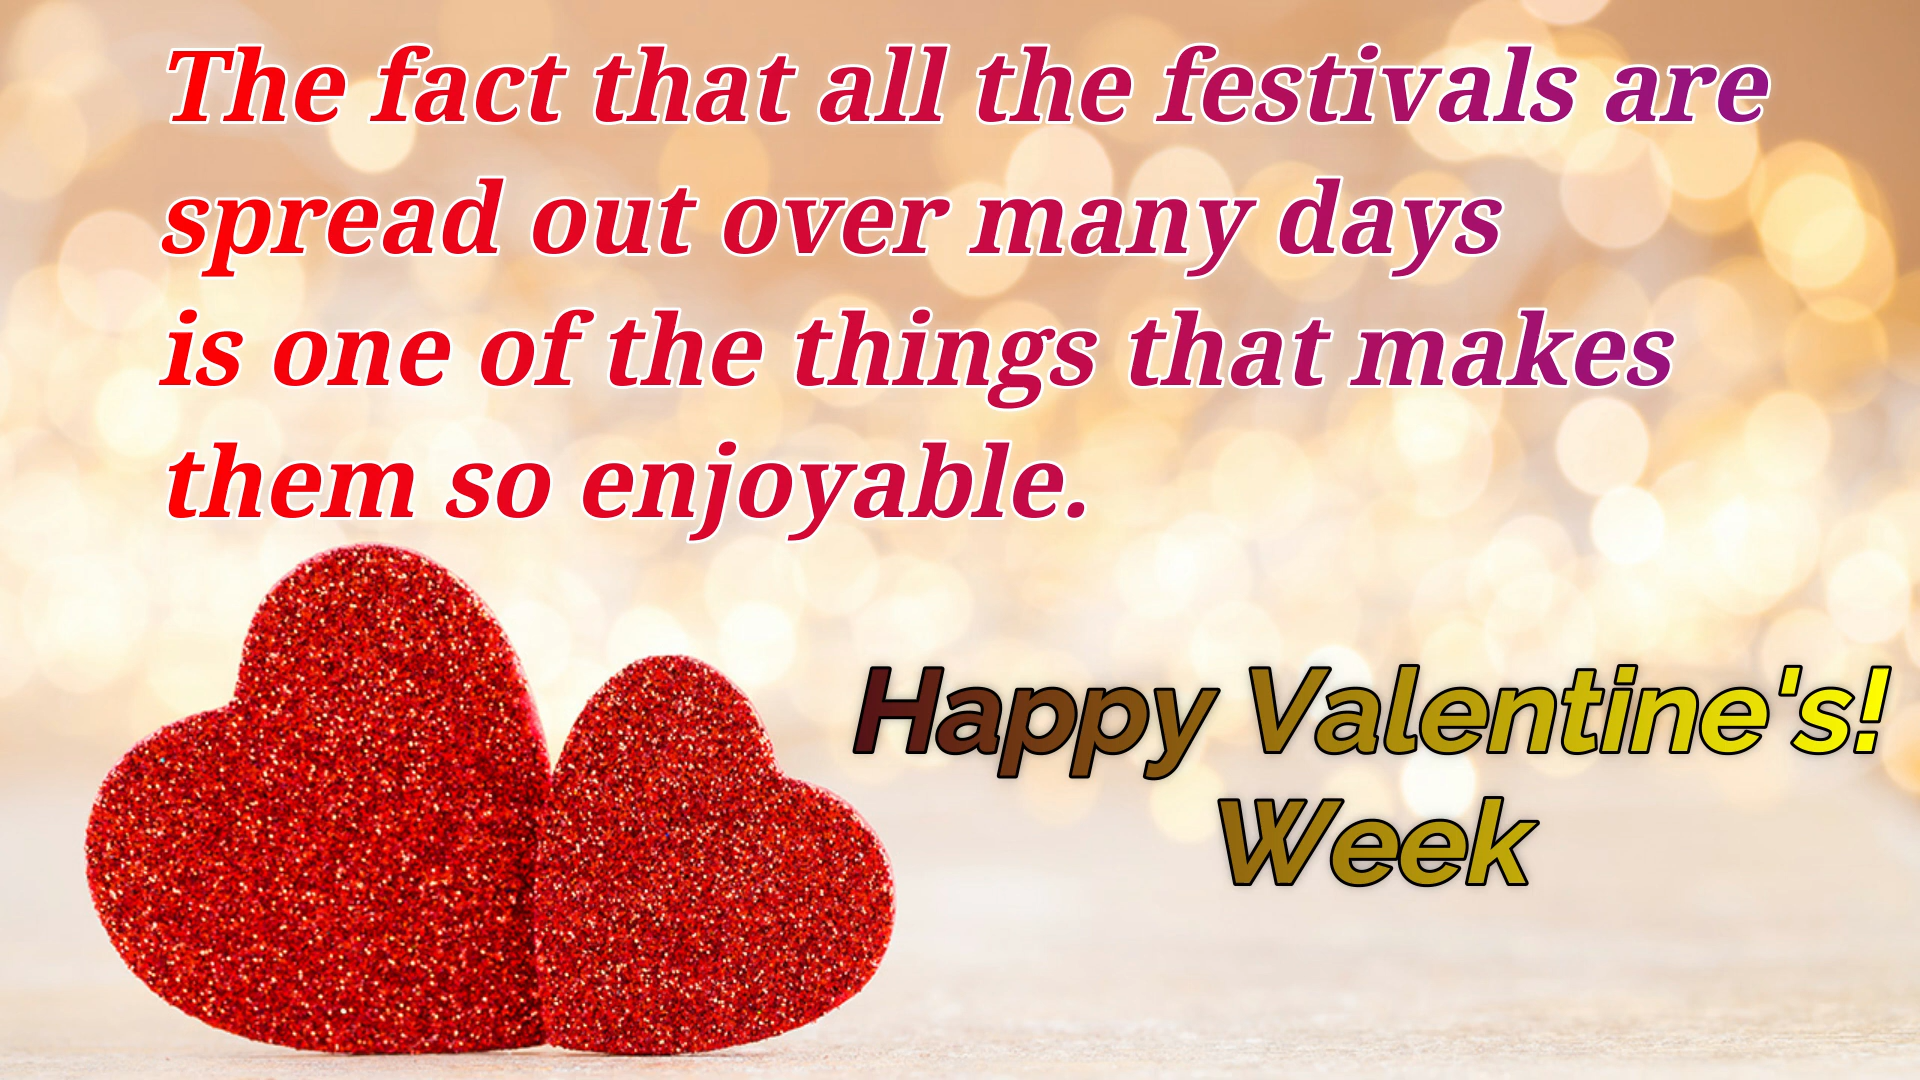 The fact that all the festivals are
spread out over many days
is one of the things that makes
them so enjoyable.
Happy Valentine's!
Week